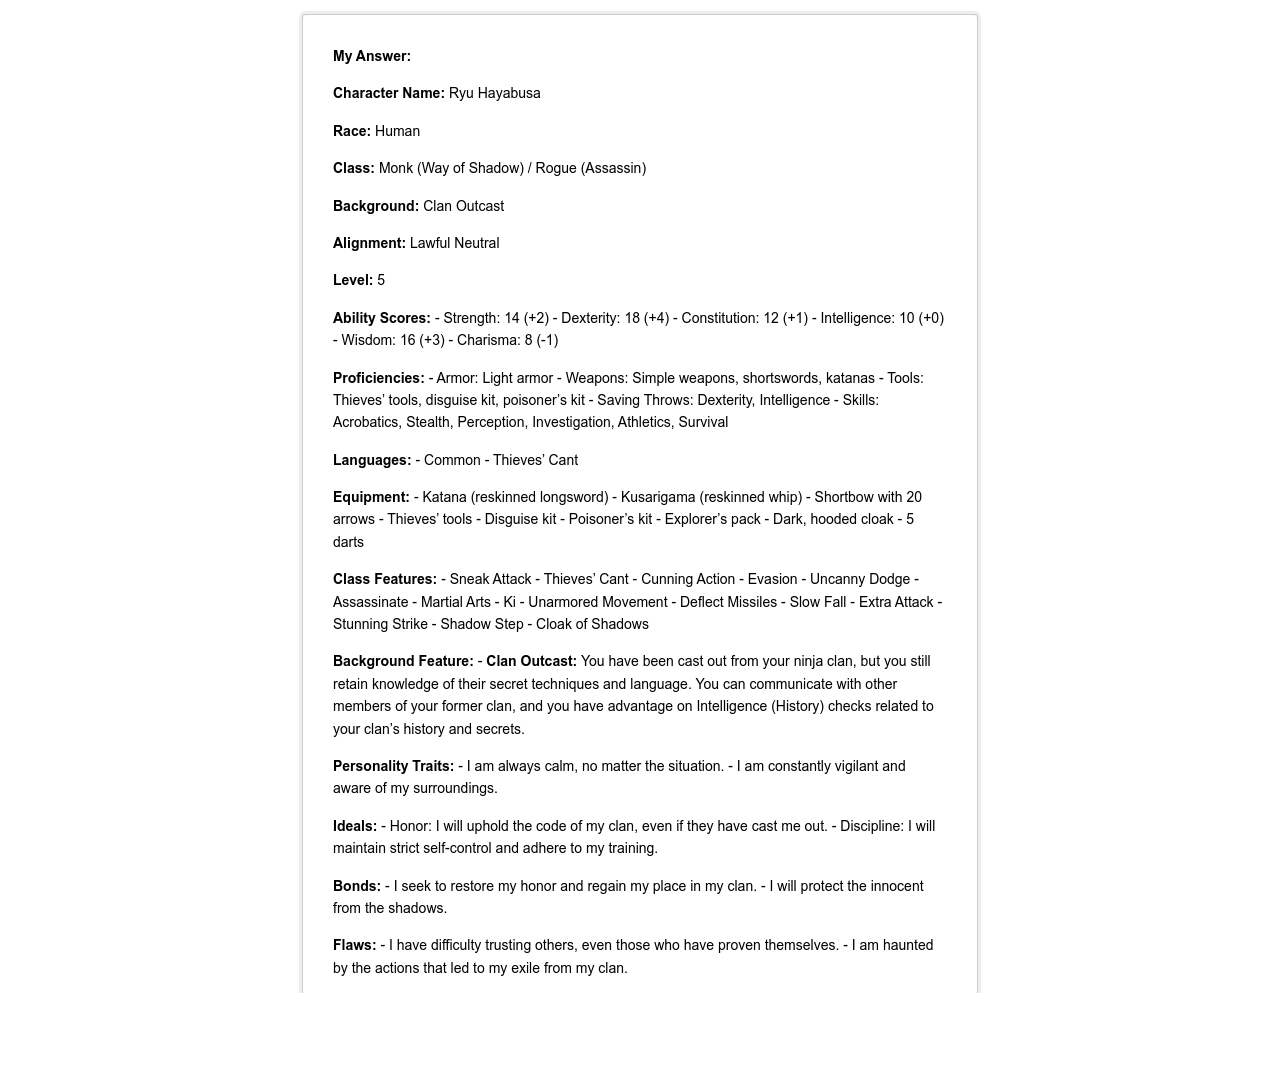 My Answer:
Character Name: Ryu Hayabusa
Race: Human
Class: Monk (Way of Shadow) / Rogue (Assassin)
Background: Clan Outcast
Alignment: Lawful Neutral
Level: 5
Ability Scores: - Strength: 14 (+2) - Dexterity: 18 (+4) - Constitution: 12 (+1) - Intelligence: 10 (+0)
- Wisdom: 16 (+3) - Charisma: 8 (-1)
Proficiencies: - Armor: Light armor - Weapons: Simple weapons, shortswords, katanas - Tools:
Thieves’ tools, disguise kit, poisoner’s kit - Saving Throws: Dexterity, Intelligence - Skills:
Acrobatics, Stealth, Perception, Investigation, Athletics, Survival
Languages: - Common - Thieves’ Cant
Equipment: - Katana (reskinned longsword) - Kusarigama (reskinned whip) - Shortbow with 20
arrows - Thieves’ tools - Disguise kit - Poisoner’s kit - Explorer’s pack - Dark, hooded cloak - 5
darts
Class Features: - Sneak Attack - Thieves’ Cant - Cunning Action - Evasion - Uncanny Dodge -
Assassinate - Martial Arts - Ki - Unarmored Movement - Deflect Missiles - Slow Fall - Extra Attack -
Stunning Strike - Shadow Step - Cloak of Shadows
Background Feature: - Clan Outcast: You have been cast out from your ninja clan, but you still
retain knowledge of their secret techniques and language. You can communicate with other
members of your former clan, and you have advantage on Intelligence (History) checks related to
your clan’s history and secrets.
Personality Traits: - I am always calm, no matter the situation. - I am constantly vigilant and
aware of my surroundings.
Ideals: - Honor: I will uphold the code of my clan, even if they have cast me out. - Discipline: I will
maintain strict self-control and adhere to my training.
Bonds: - I seek to restore my honor and regain my place in my clan. - I will protect the innocent
from the shadows.
Flaws: - I have difficulty trusting others, even those who have proven themselves. - I am haunted
by the actions that led to my exile from my clan.